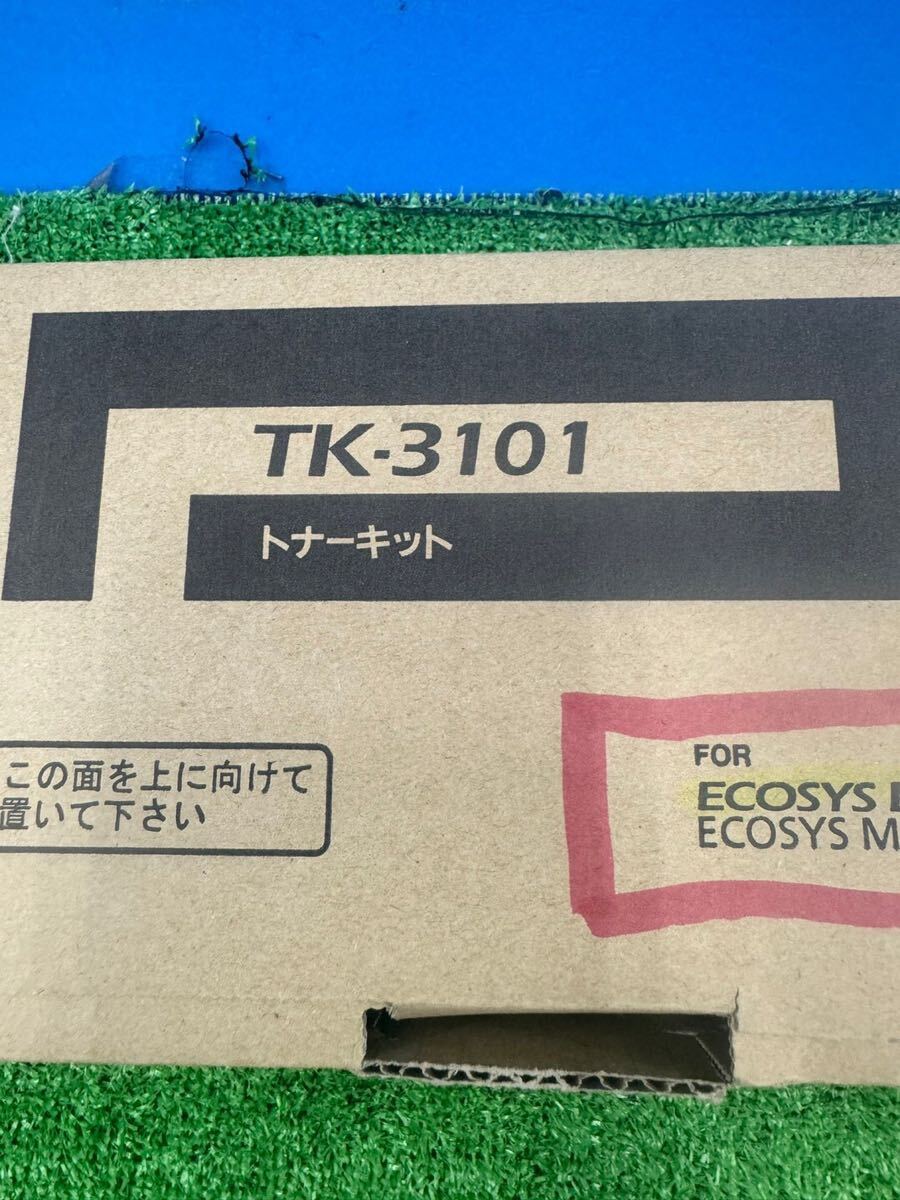 TK-3101
トナーキット
この面を上に向けて
置いて下さい
FOR
ECOSYS
ECOSYS M